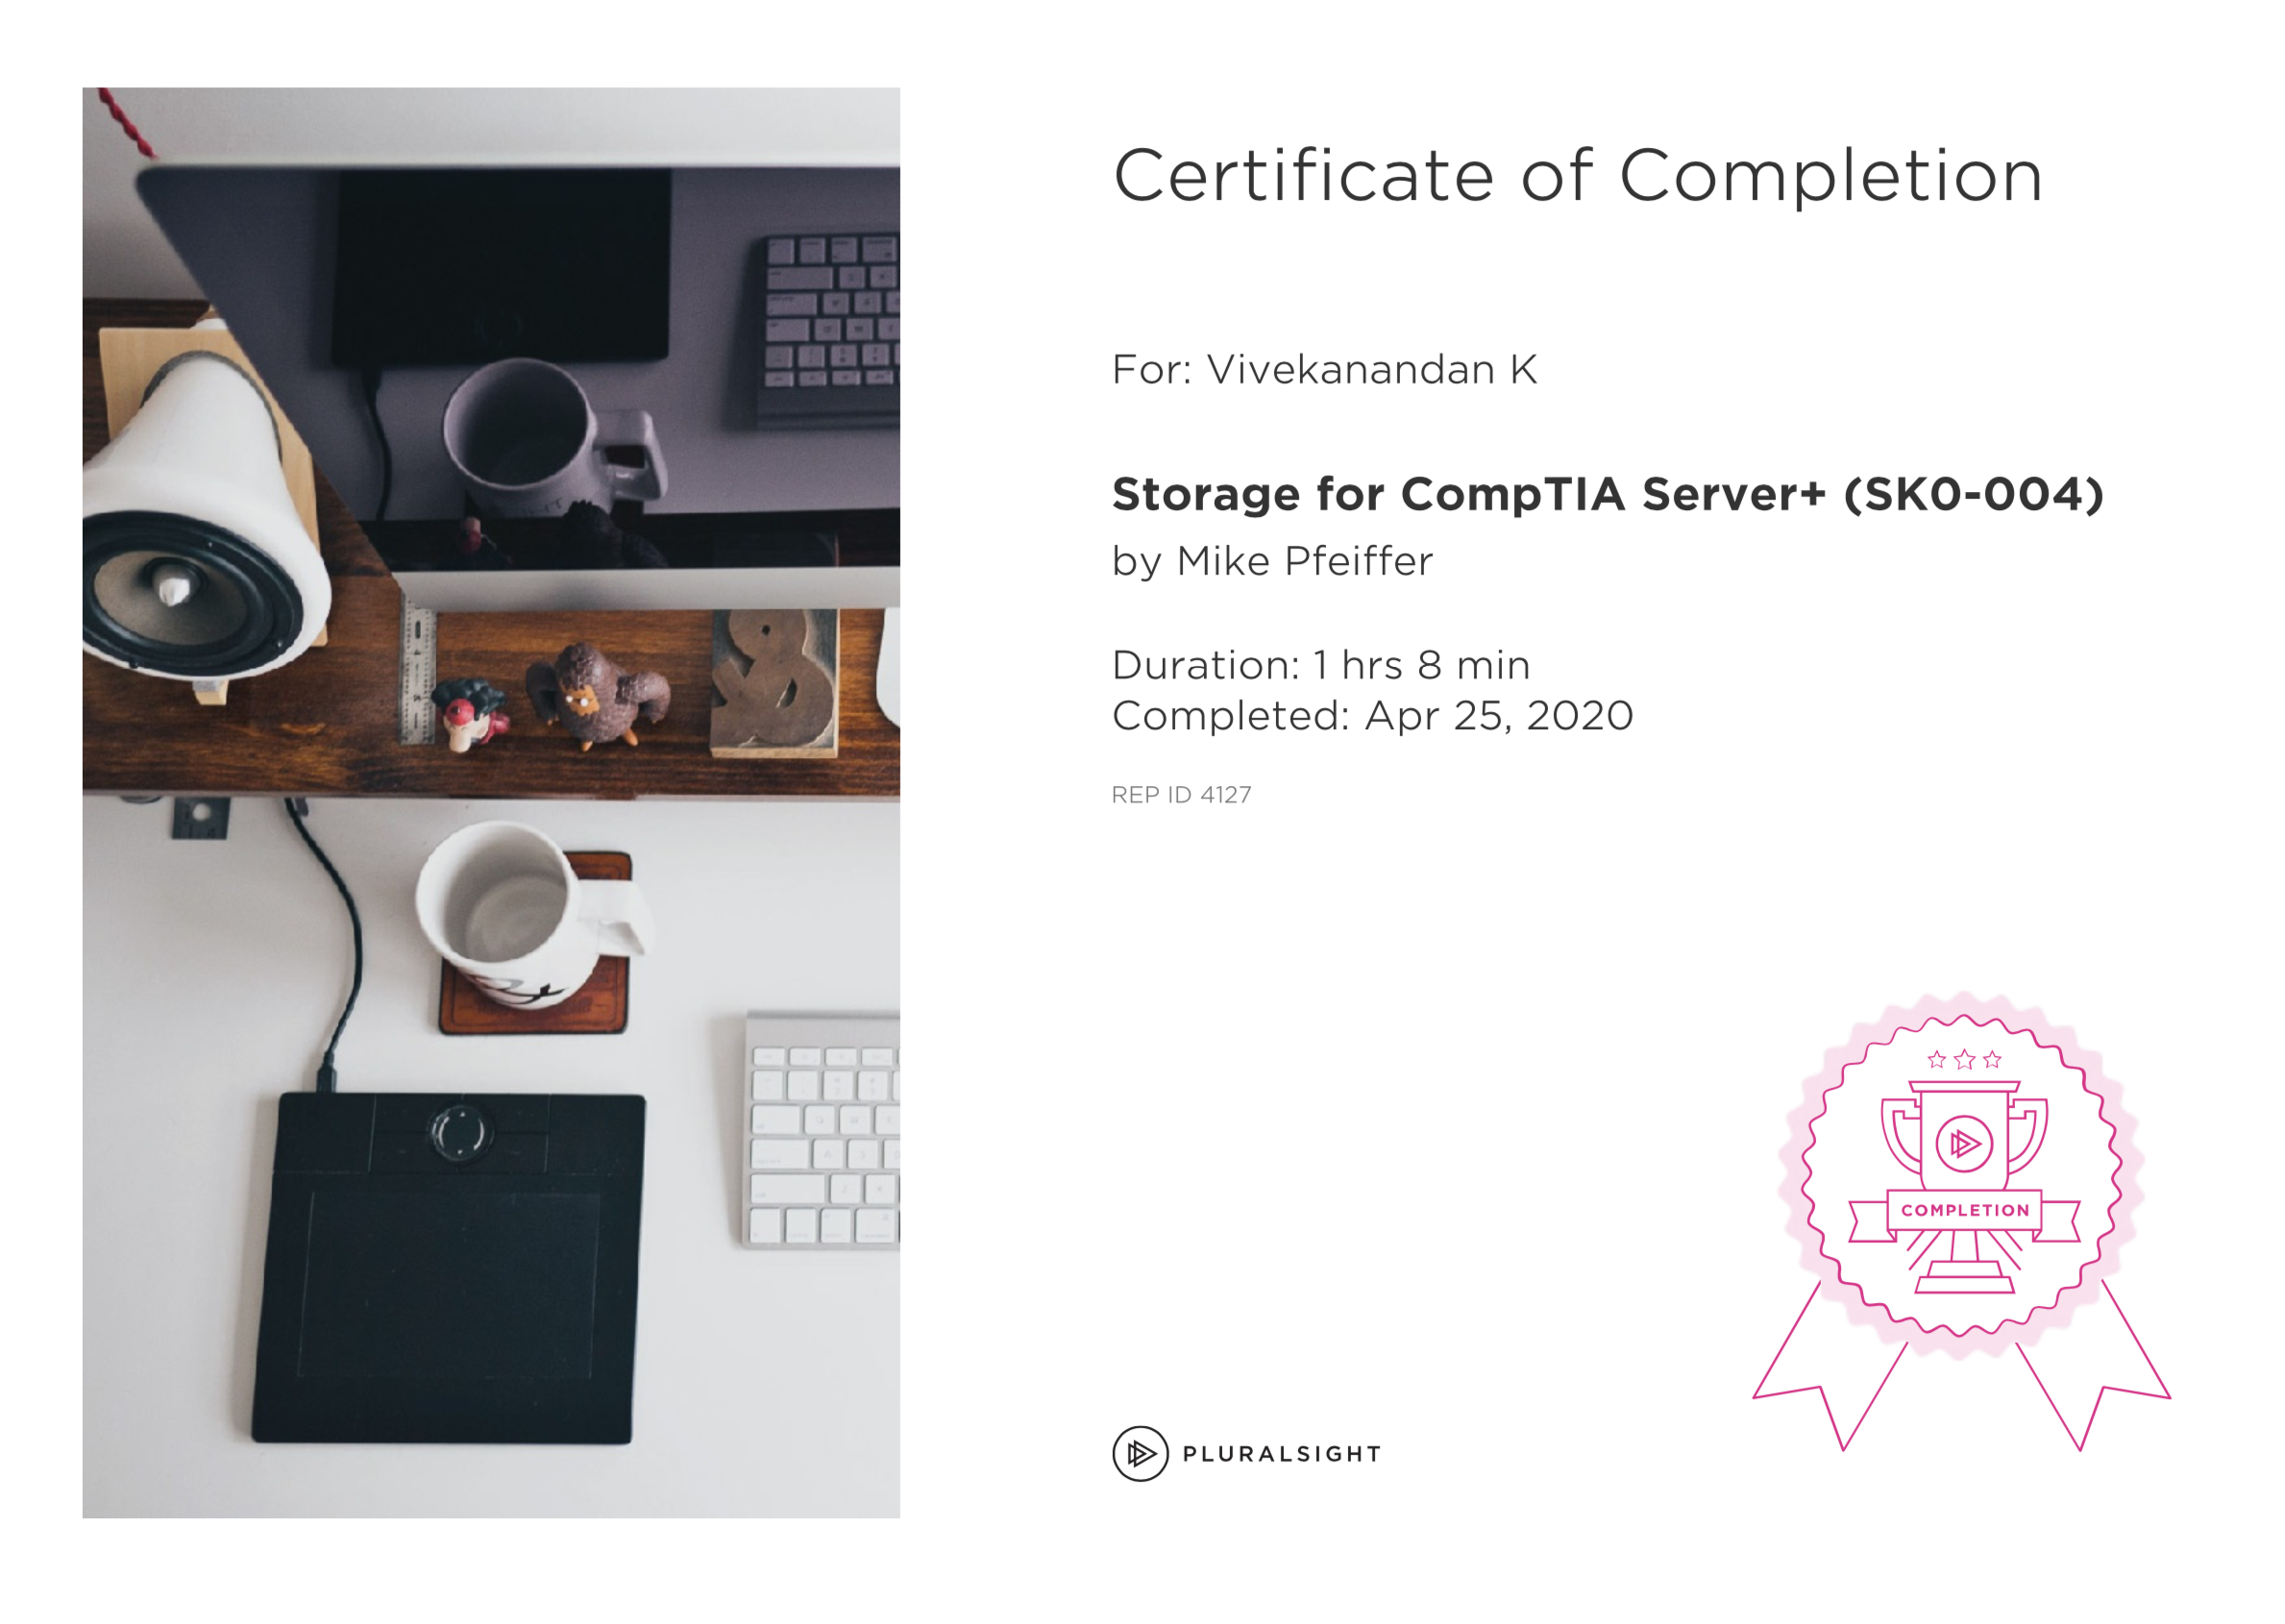 Certificate of Completion
For: Vivekanandan K
Storage for CompTIA Server+ (SK0-004)
by Mike Pfeiffer
Duration: 1 hrs 8 min
Completed: Apr 25, 2020
REP ID 4127
COMPLETION
PLURALSIGHT